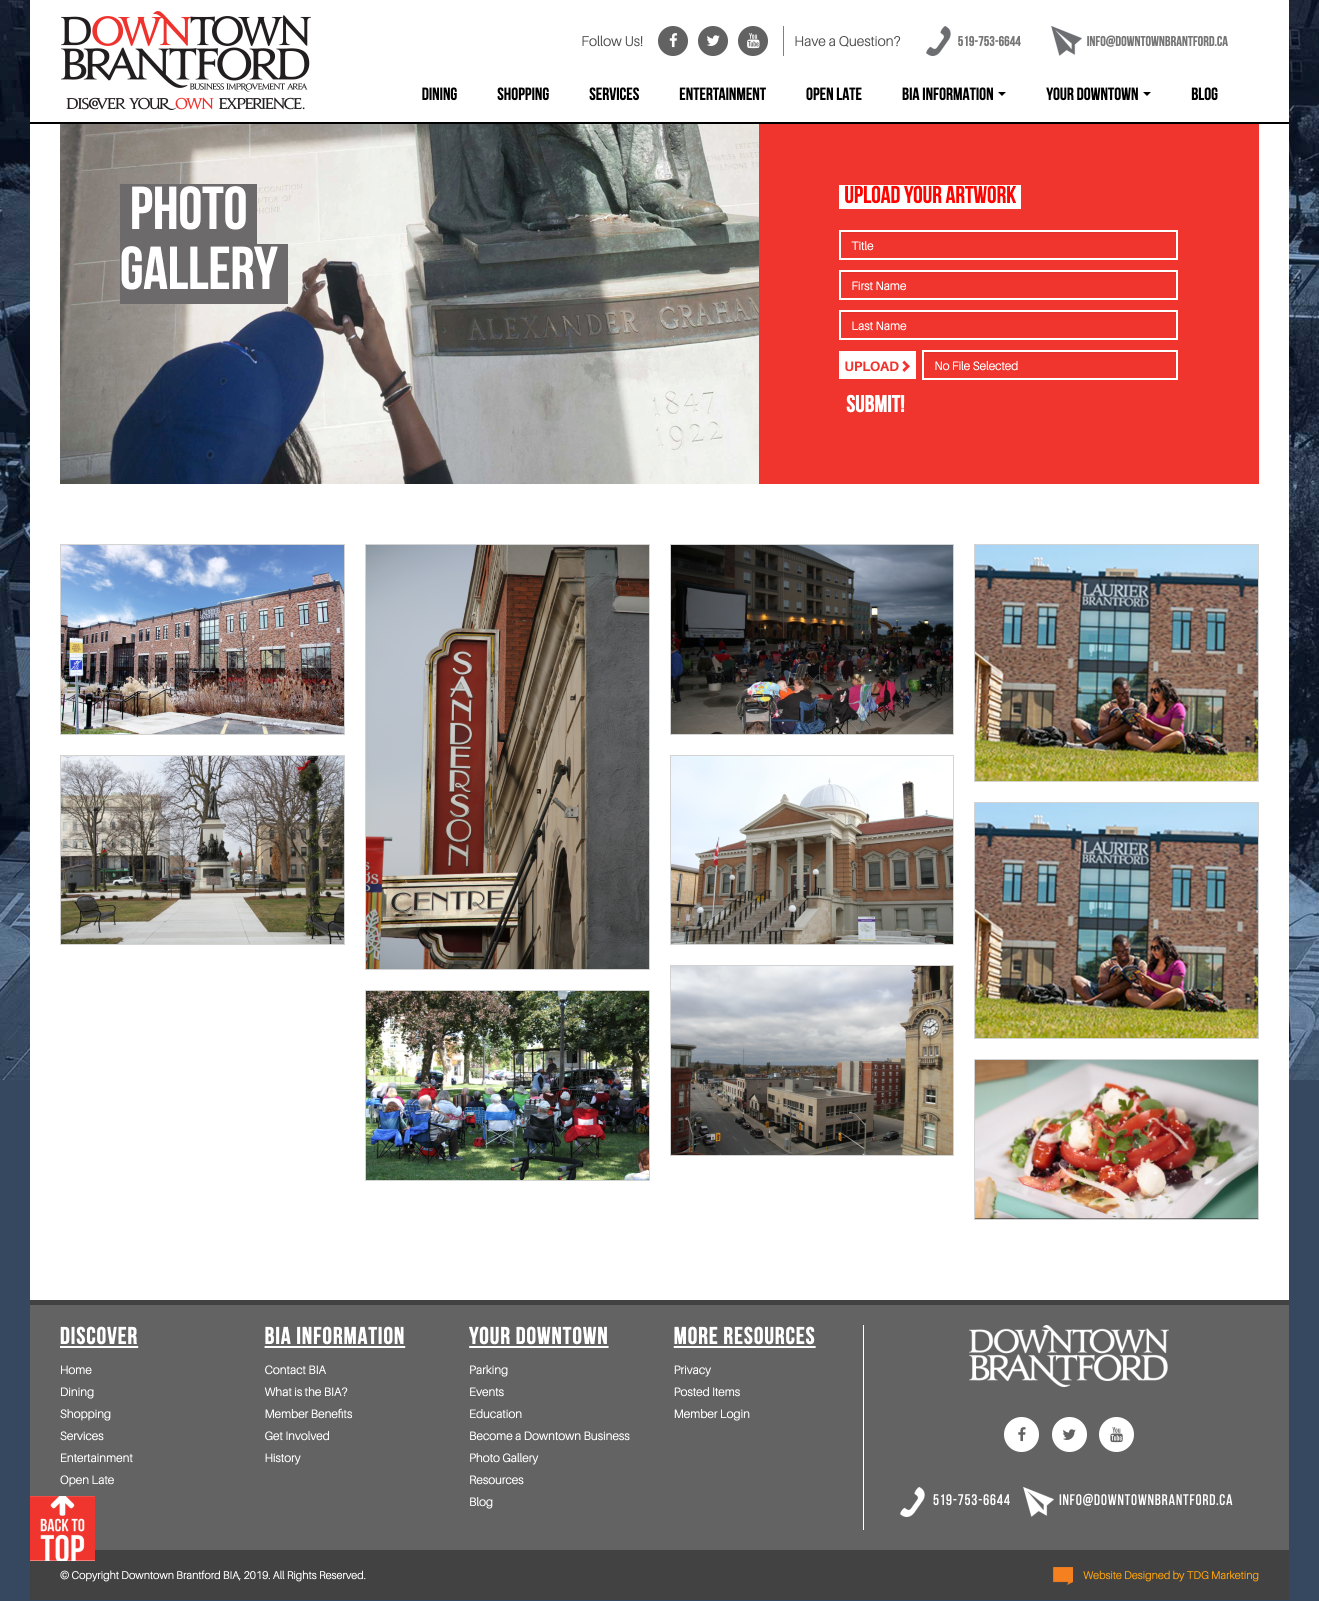 DOWNTOWN
BRANTFORD
BUSINESS IMPROVEMENT AREA
DISCOVER YOUR OWN EXPERIENCE.
Follow Us!
You
Tube
Have a Question?
519-753-6644
INFO@DOWNTOWNBRANTFORD.CA
DINING
SHOPPING
SERVICES
ENTERTAINMENT
OPEN LATE
BIA INFORMATION
YOUR DOWNTOWN
BLOG
PHOTO
GALLERY
ALEXANDER GRAHAM
1847
1922
UPLOAD YOUR ARTWORK
Title
First Name
Last Name
UPLOAD
No File Selected
SUBMIT!
SANDERSON
CENTRE
LAURIER
BRANTFORD
LAURIER
BRANTFORD
DISCOVER
Home
Dining
Shopping
Services
Entertainment
Open Late
BIA INFORMATION
Contact BIA
What is the BIA?
Member Benefits
Get Involved
History
YOUR DOWNTOWN
Parking
Events
Education
Become a Downtown Business
Photo Gallery
Resources
Blog
MORE RESOURCES
Privacy
Posted Items
Member Login
DOWNTOWN
BRANTFORD
You
Tube
519-753-6644
INFO@DOWNTOWNBRANTFORD.CA
BACK TO
TOP
© Copyright Downtown Brantford BIA, 2019. All Rights Reserved.
Website Designed by TDG Marketing